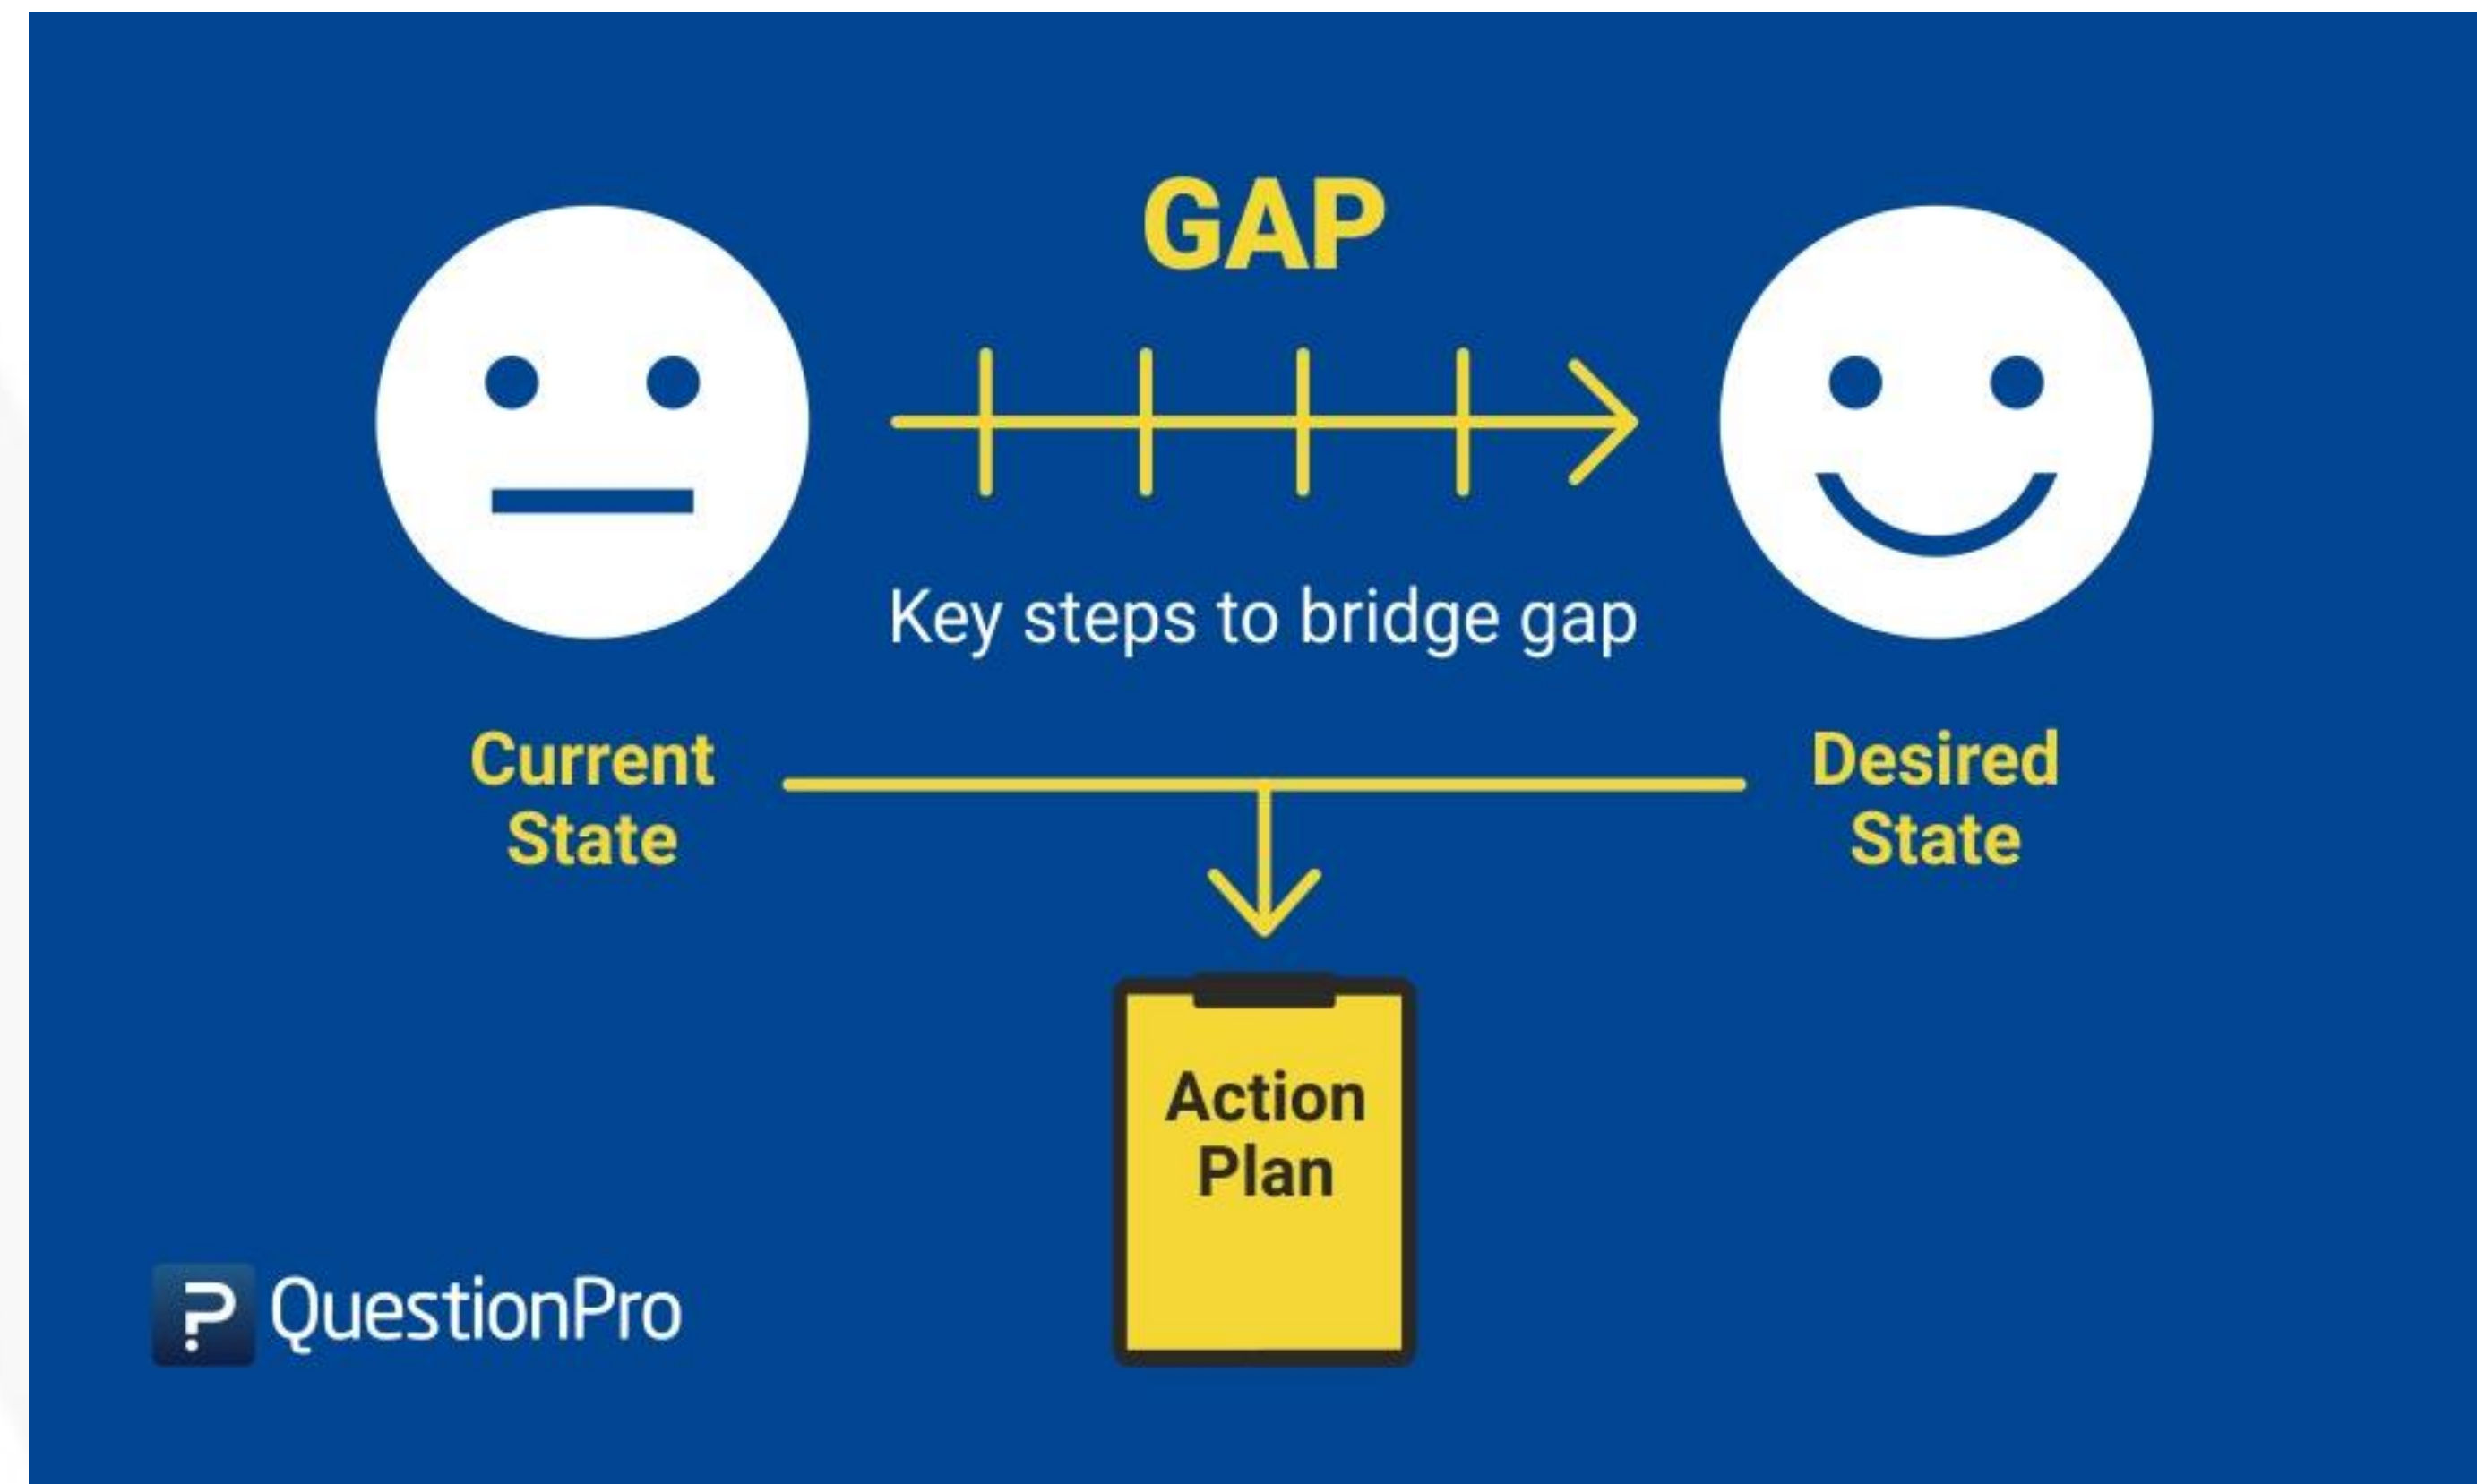 GAP
Key steps to bridge gap
Current
State
Desired
State
Action
Plan
QuestionPro